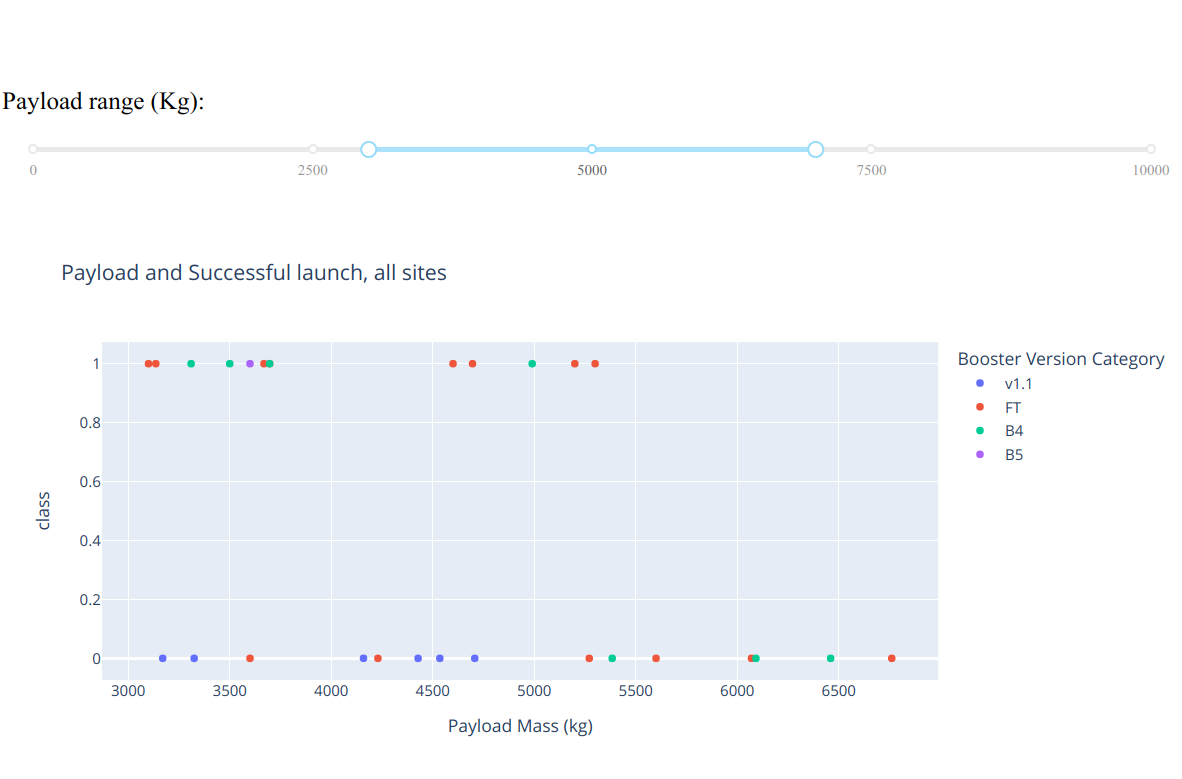 Payload range (Kg):
0 2500 5000 7500 10000
Payload and Successful launch, all sites
Booster Version Category
v1.1
FT
B4
B5
1
0.8
0.6
0.4
0.2
0
class
3000 3500 4000 4500 5000 5500 6000 6500
Payload Mass (kg)